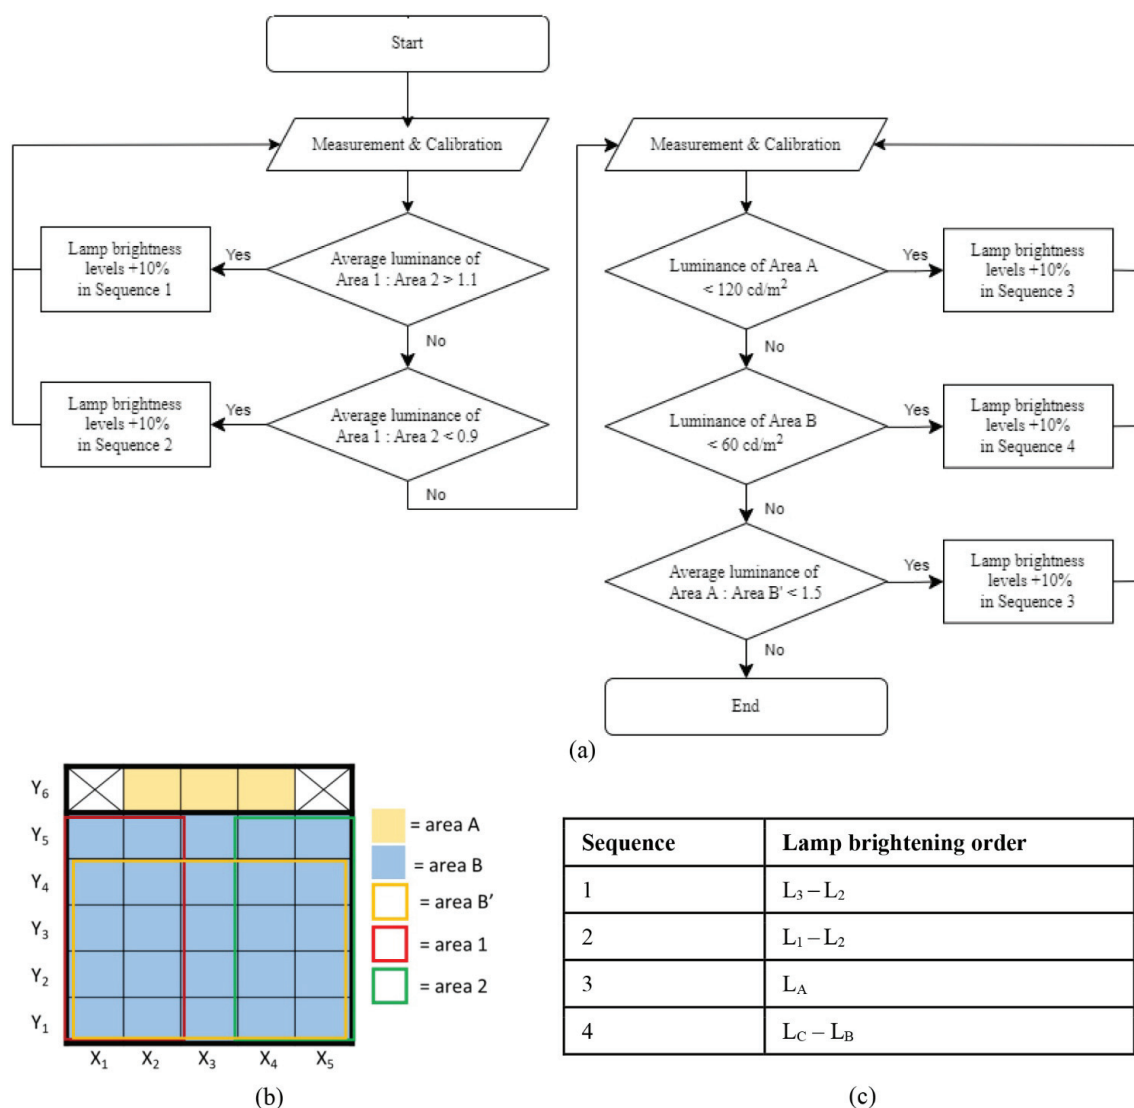 Start
Measurement & Calibration
Measurement & Calibration
Lamp brightness
levels +10%
in Sequence 1
Yes
Average luminance of
Area 1 : Area 2 > 1.1
Luminance of Area A
< 120 cd/m²
Yes
Lamp brightness
levels +10%
in Sequence 3
No
No
Lamp brightness
levels +10%
in Sequence 2
Yes
Average luminance of
Area 1 : Area 2 < 0.9
Luminance of Area B
< 60 cd/m²
Yes
Lamp brightness
levels +10%
in Sequence 4
No
No
Average luminance of
Area A : Area B' < 1.5
Yes
Lamp brightness
levels +10%
in Sequence 3
No
End
(a)
Y₆
Y₅
Y₄
Y₃
Y₂
Y₁
X₁ X₂ X₃ X₄ X₅
= area A
= area B
= area B'
= area 1
= area 2
(b)
Sequence Lamp brightening order
1 L₃ – L₂
2 L₁ – L₂
3 L_A
4 L_C – L_B
(c)